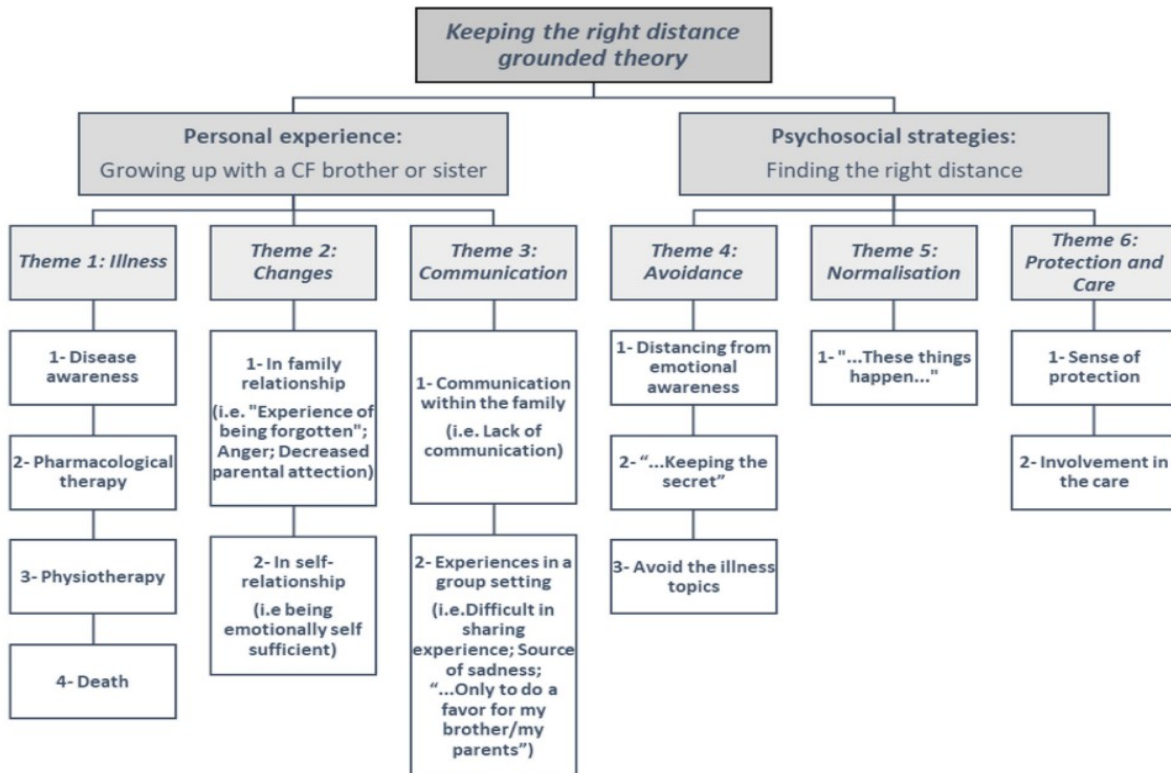 Keeping the right distance
grounded theory
Personal experience:
Growing up with a CF brother or sister
Psychosocial strategies:
Finding the right distance
Theme 1: Illness
Theme 2:
Changes
Theme 3:
Communication
Theme 4:
Avoidance
Theme 5:
Normalisation
Theme 6:
Protection and
Care
1- Disease
awareness
2- Pharmacological
therapy
3- Physiotherapy
4- Death
1- In family
relationship
(i.e. "Experience of
being forgotten";
Anger; Decreased
parental attection)
2- In self-
relationship
(i.e being
emotionally self
sufficient)
1- Communication
within the family
(i.e. Lack of
communication)
2- Experiences in a
group setting
(i.e.Difficult in
sharing
experience; Source
of sadness;
“...Only to do a
favor for my
brother/my
parents”)
1- Distancing from
emotional
awareness
2- “...Keeping the
secret”
3- Avoid the illness
topics
1- "...These things
happen..."
1- Sense of
protection
2- Involvement in
the care